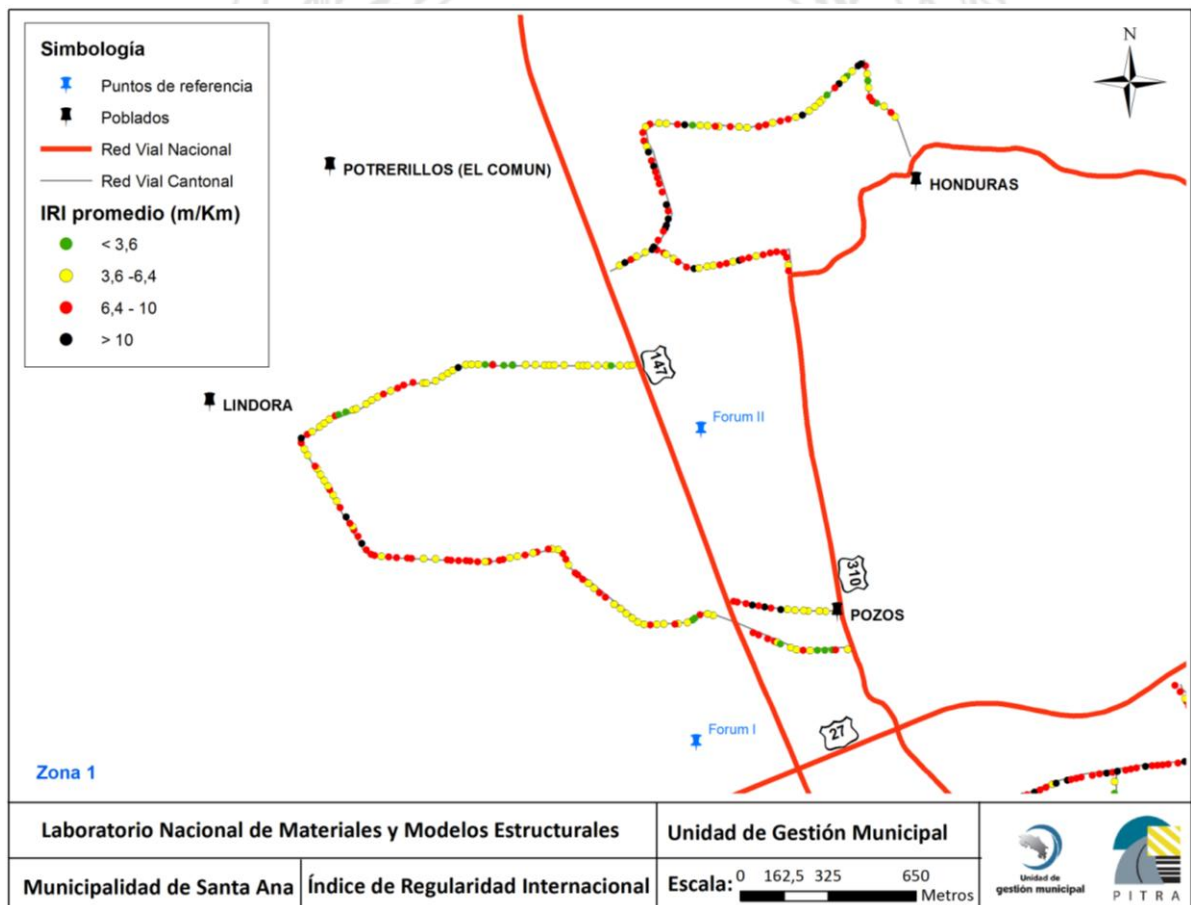 Simbología
Puntos de referencia
Poblados
Red Vial Nacional
Red Vial Cantonal
IRI promedio (m/Km)
< 3,6
3,6 -6,4
6,4 - 10
> 10
N
POTRERILLOS (EL COMUN)
HONDURAS
147
LINDORA
Forum II
310
POZOS
Forum I
27
Zona 1
Laboratorio Nacional de Materiales y Modelos Estructurales
Unidad de Gestión Municipal
Municipalidad de Santa Ana
Índice de Regularidad Internacional
Escala: 0 162,5 325 650
Metros
Unidad de
gestión municipal
PITRA